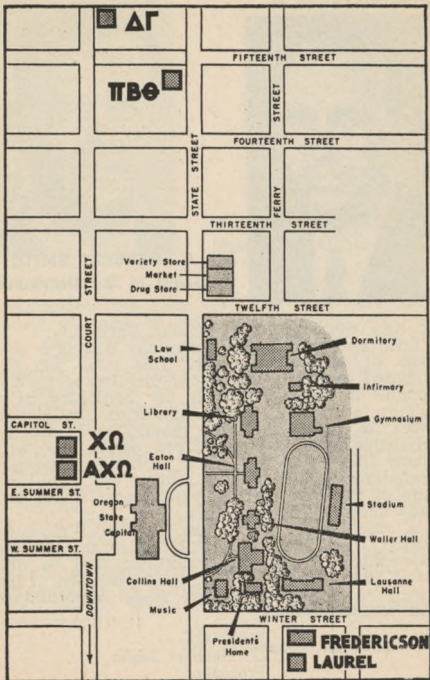 ΔΓ
FIFTEENTH STREET
ΠΒΘ
STREET
FOURTEENTH STREET
STATE STREET
FERRY
THIRTEENTH STREET
Variety Store
Market
Drug Store
STREET
TWELFTH STREET
COURT
Law
School
Dormitory
Infirmary
Library
Gymnasium
CAPITOL ST.
ΧΩ
Eaton
Hall
ΑΧΩ
E. SUMMER ST.
Oregon
State
Capitol
Stadium
Waller Hall
W. SUMMER ST.
Collins Hall
Lausanne
Hall
DOWNTOWN
Music
WINTER STREET
President's
Home
FREDERICSON
LAUREL